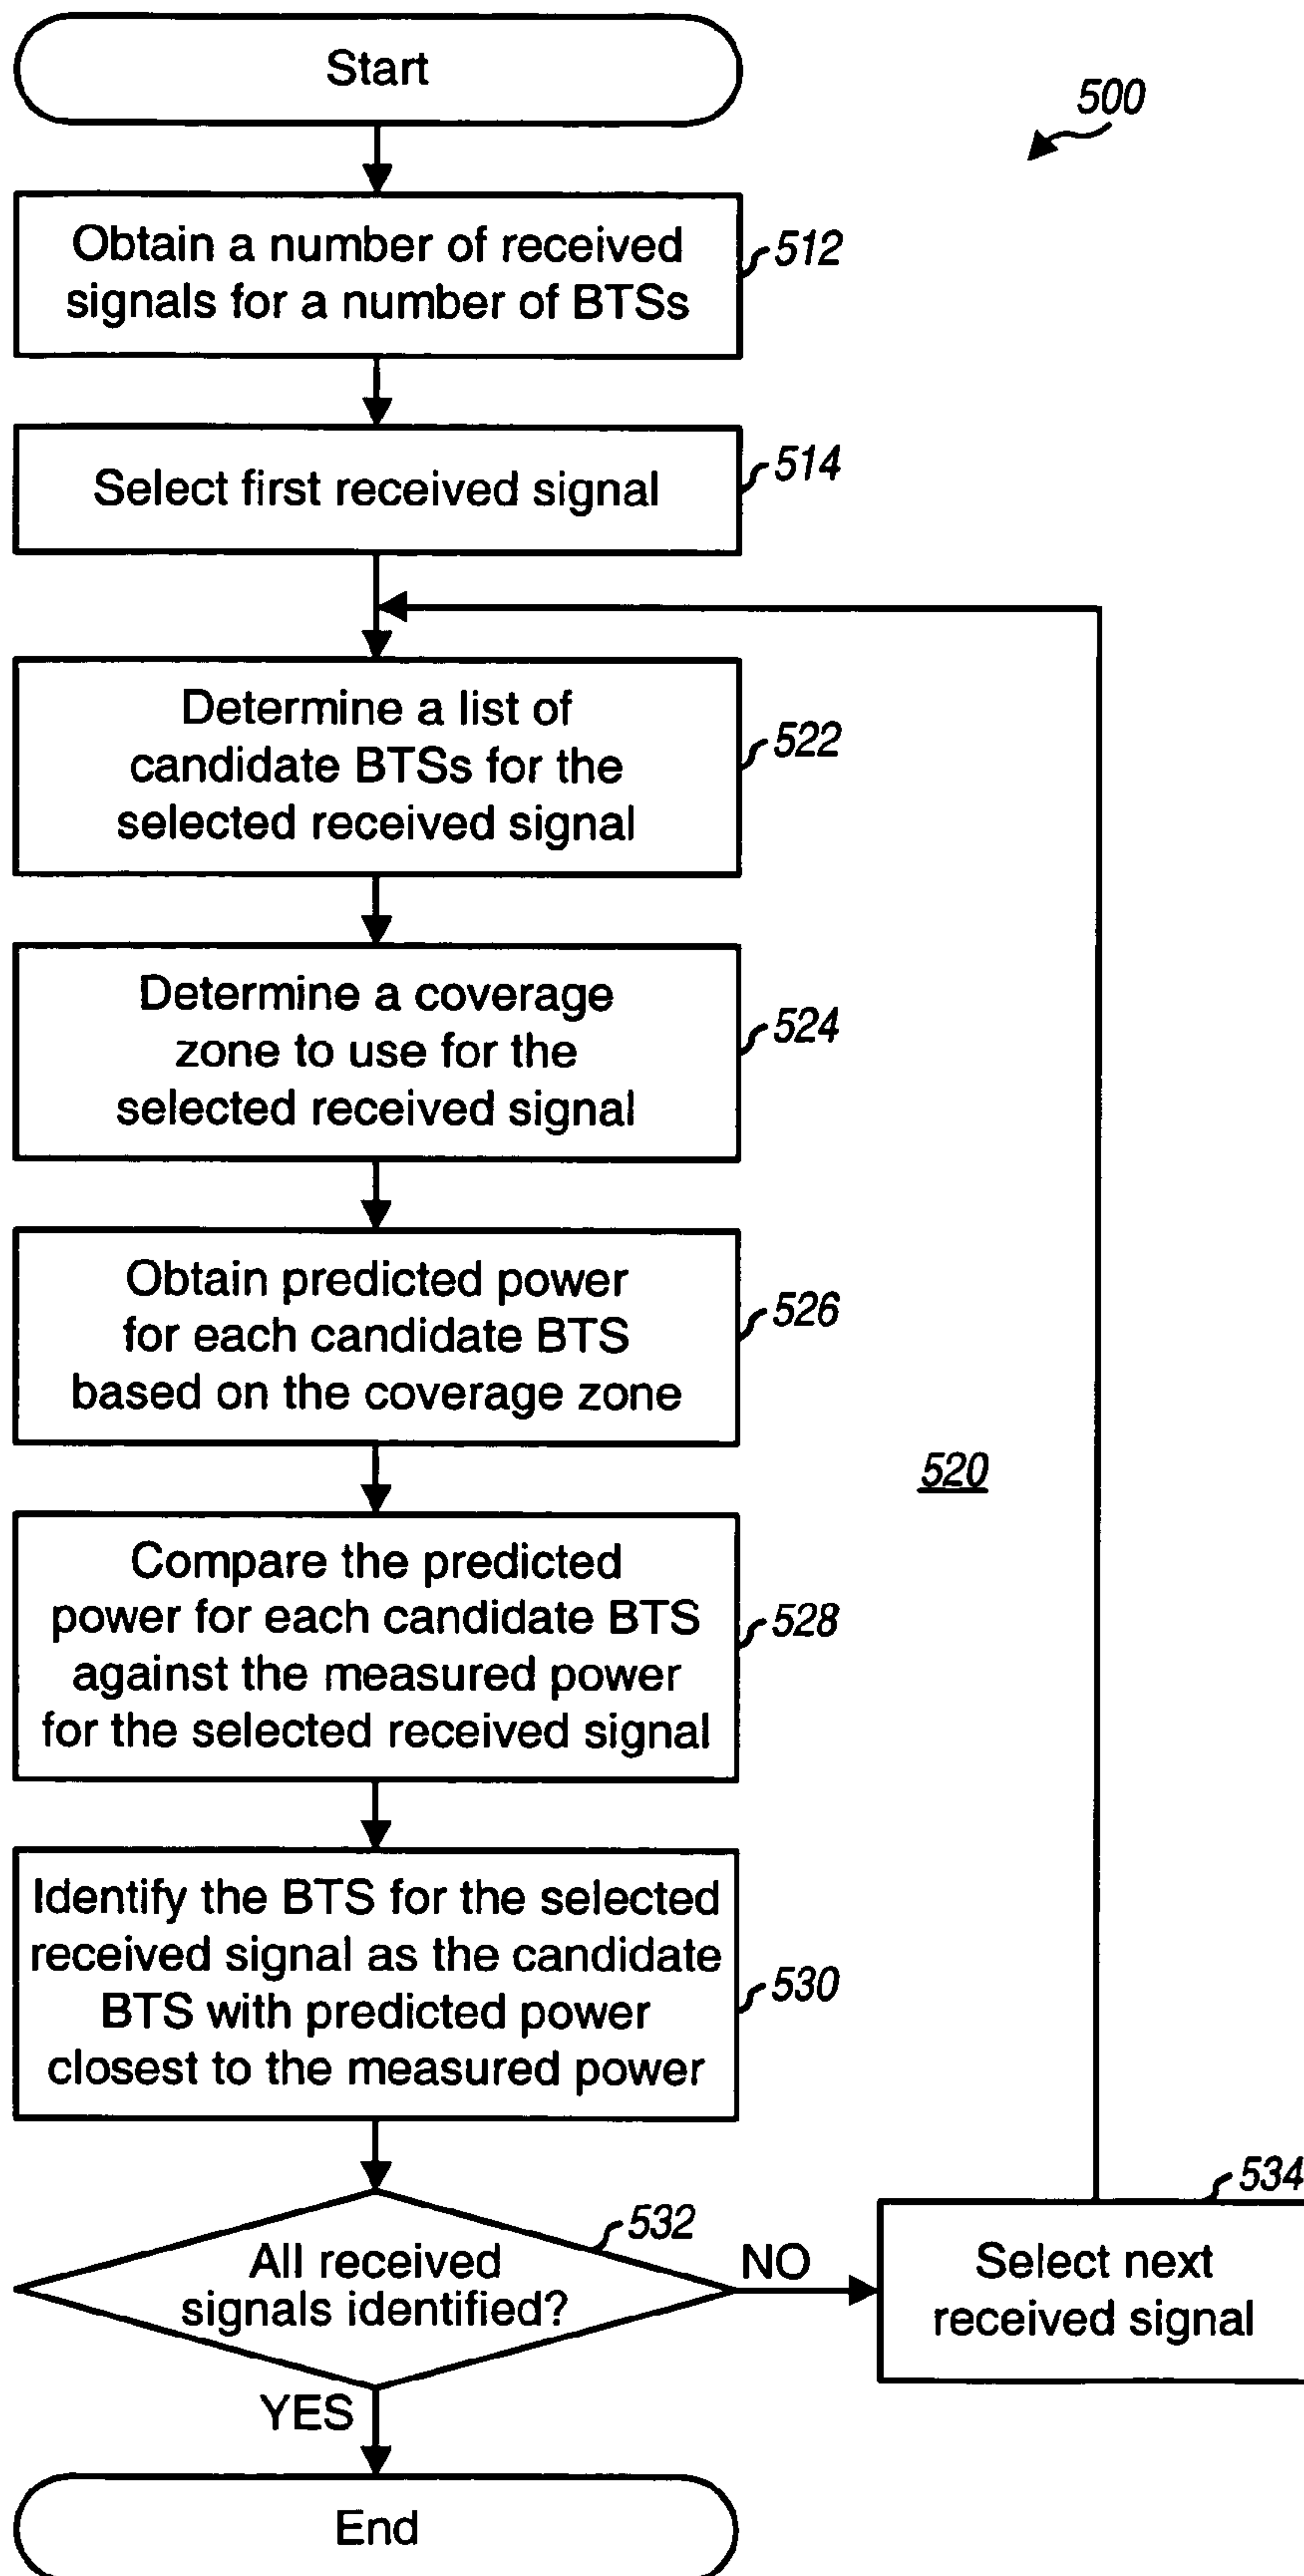 Start
500
Obtain a number of received
signals for a number of BTSs
512
Select first received signal
514
Determine a list of
candidate BTSs for the
selected received signal
522
Determine a coverage
zone to use for the
selected received signal
524
Obtain predicted power
for each candidate BTS
based on the coverage zone
526
520
Compare the predicted
power for each candidate BTS
against the measured power
for the selected received signal
528
Identify the BTS for the selected
received signal as the candidate
BTS with predicted power
closest to the measured power
530
All received
signals identified?
532
NO
Select next
received signal
534
YES
End